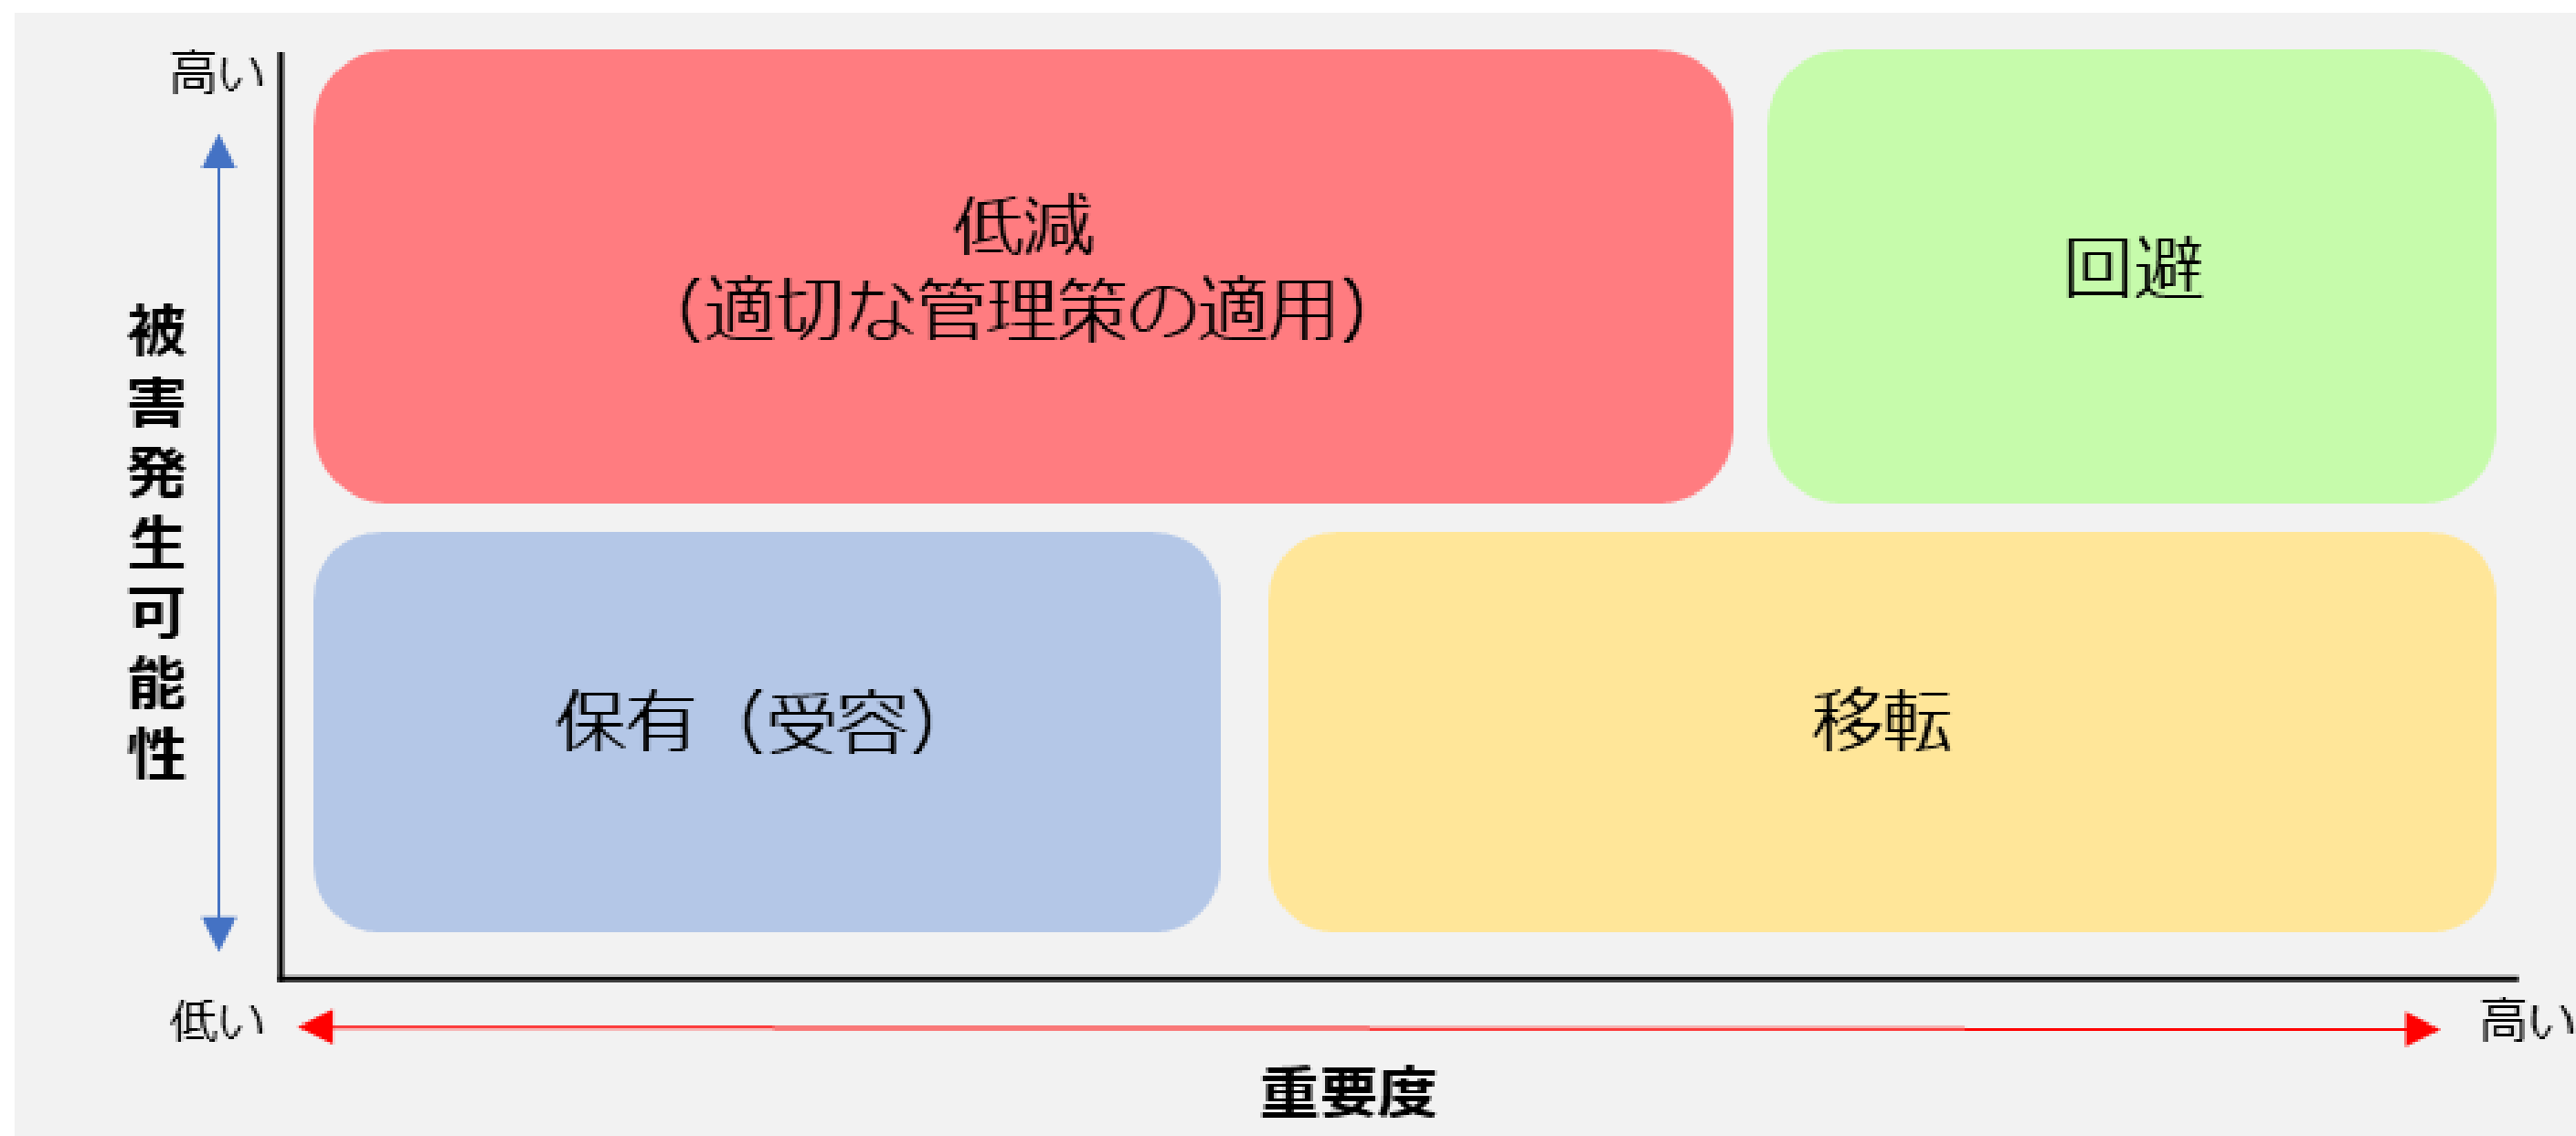 高い
低減
（適切な管理策の適用）
回避
被害発生可能性
保有（受容）
移転
低い
高い
重要度